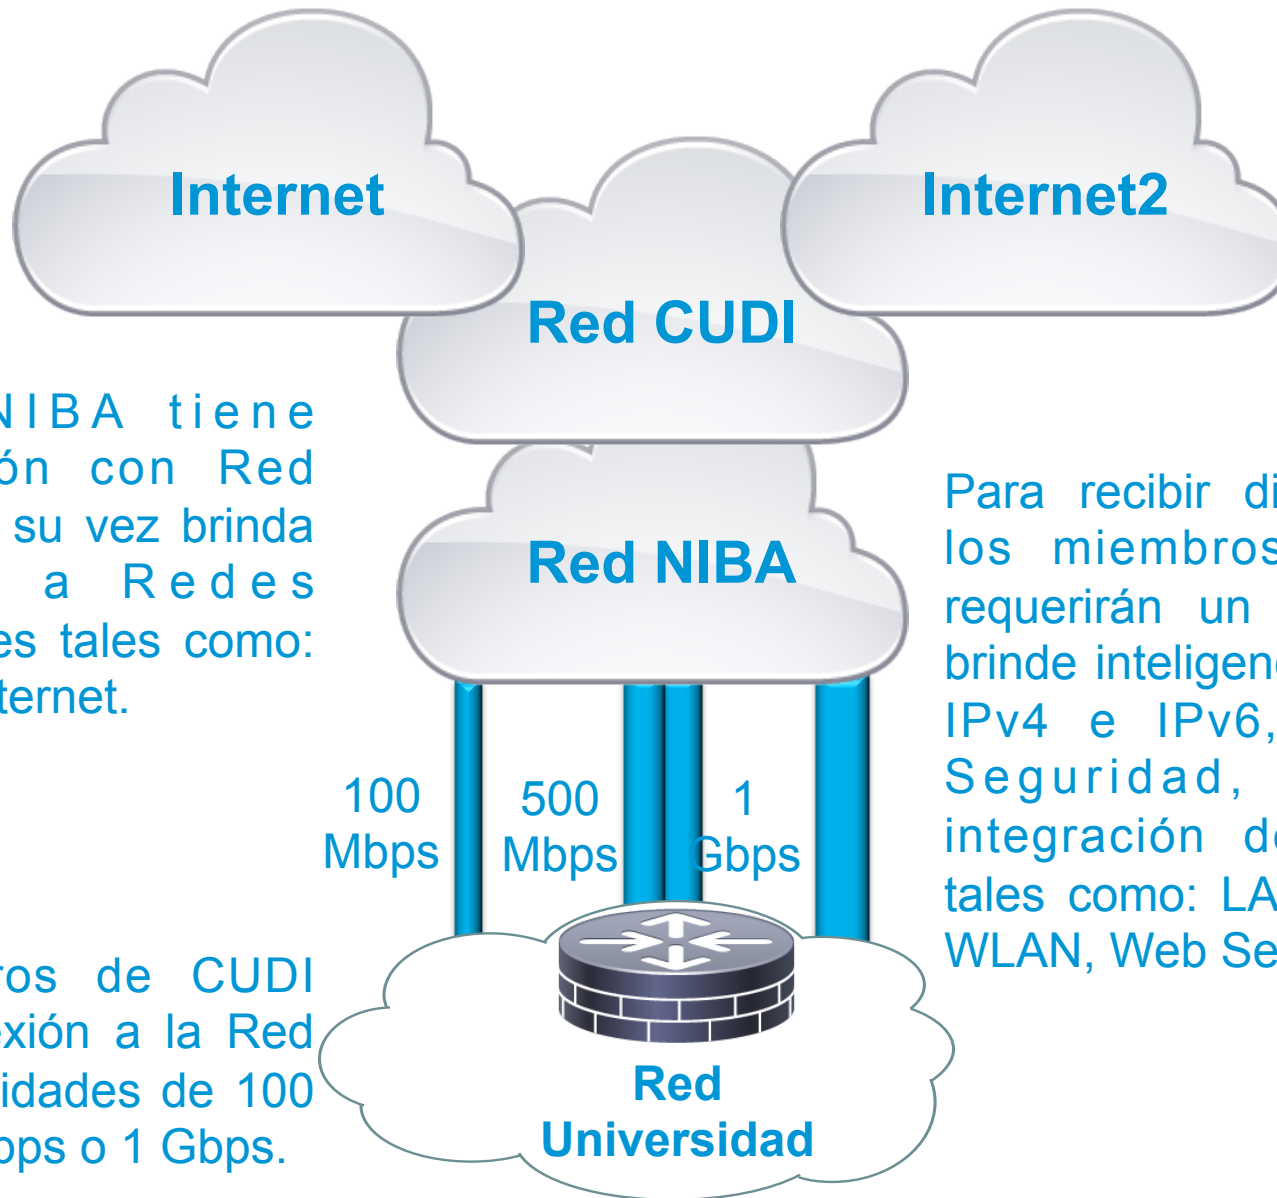 Internet
Internet2
Red CUDI
NIBA tiene
ón con Red
su vez brinda
a Redes
es tales como:
ternet.
Red NIBA
Para recibir di
los miembros
requerirán un
brinde inteligen
IPv4 e IPv6,
Seguridad,
integración d
tales como: LA
WLAN, Web Se
100
Mbps
500
Mbps
1
Gbps
ros de CUDI
exión a la Red
idades de 100
bps o 1 Gbps.
Red
Universidad